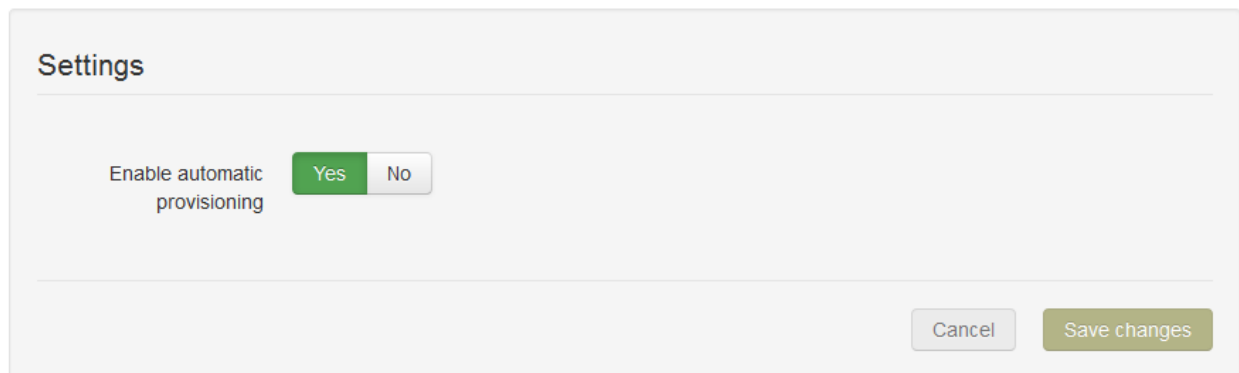 Settings
Enable automatic
provisioning
Yes No
Cancel Save changes